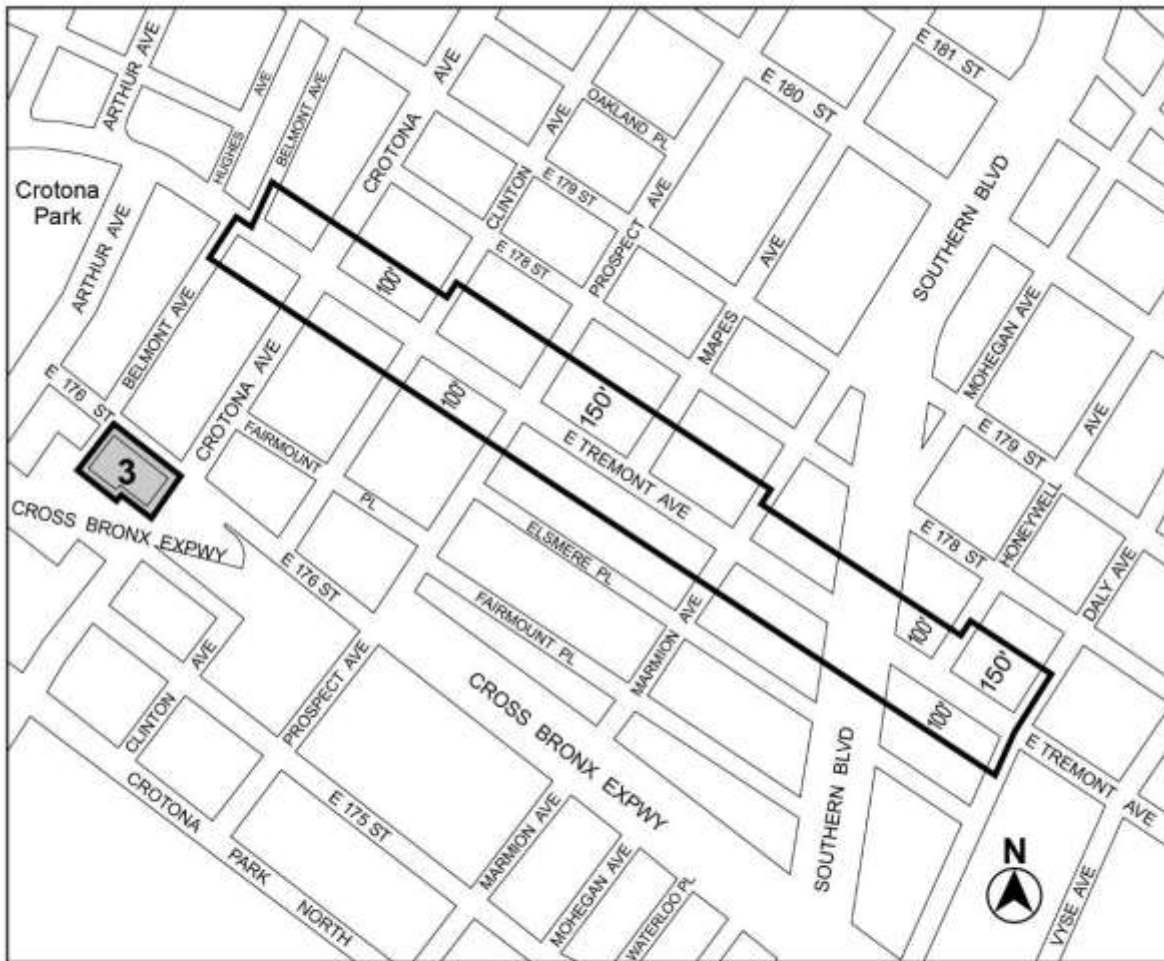 ARTHUR AVE
HUGHES AVE
BELMONT AVE
CROTONA AVE
CLINTON AVE
OAKLAND PL
E 181 ST
E 180 ST
E 179 ST
E 178 ST
PROSPECT AVE
MAPES AVE
SOUTHERN BLVD
Crotona
Park
ARTHUR AVE
BELMONT AVE
CROTONA AVE
E 176 ST
3
CROSS BRONX EXPWY
FAIRMOUNT PL
100'
100'
150'
E TREMONT AVE
MOHEGAN AVE
E 179 ST
E 178 ST
HONEYWELL AVE
DALY AVE
100'
150'
100'
E TREMONT AVE
ELSMERE PL
FAIRMOUNT PL
MARMION AVE
E 176 ST
CROSS BRONX EXPWY
CLINTON AVE
PROSPECT AVE
CROTONA PARK NORTH
E 175 ST
MARMION AVE
MOHEGAN AVE
WATERLOO PL
SOUTHERN BLVD
N
VYSE AVE